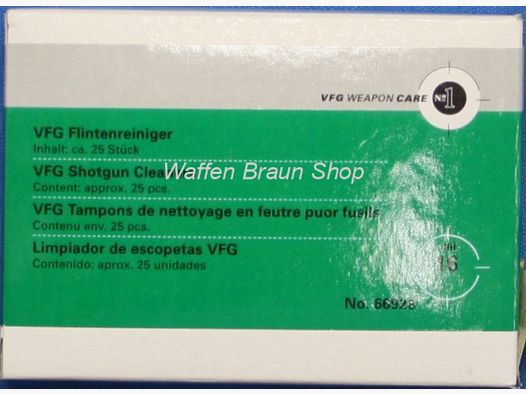 VFG WEAPON CARE
№1
VFG Flintenreiniger
Inhalt: ca. 25 Stück
VFG Shotgun
Waffen Braun Shop
Content: approx. 25 pcs.
VFG Tampons de nettoyage en feutre puor fusils
Contenu env. 25 pcs.
Limpiador de escopetas VFG
Contenido: aprox. 25 unidades
16
No. 66928